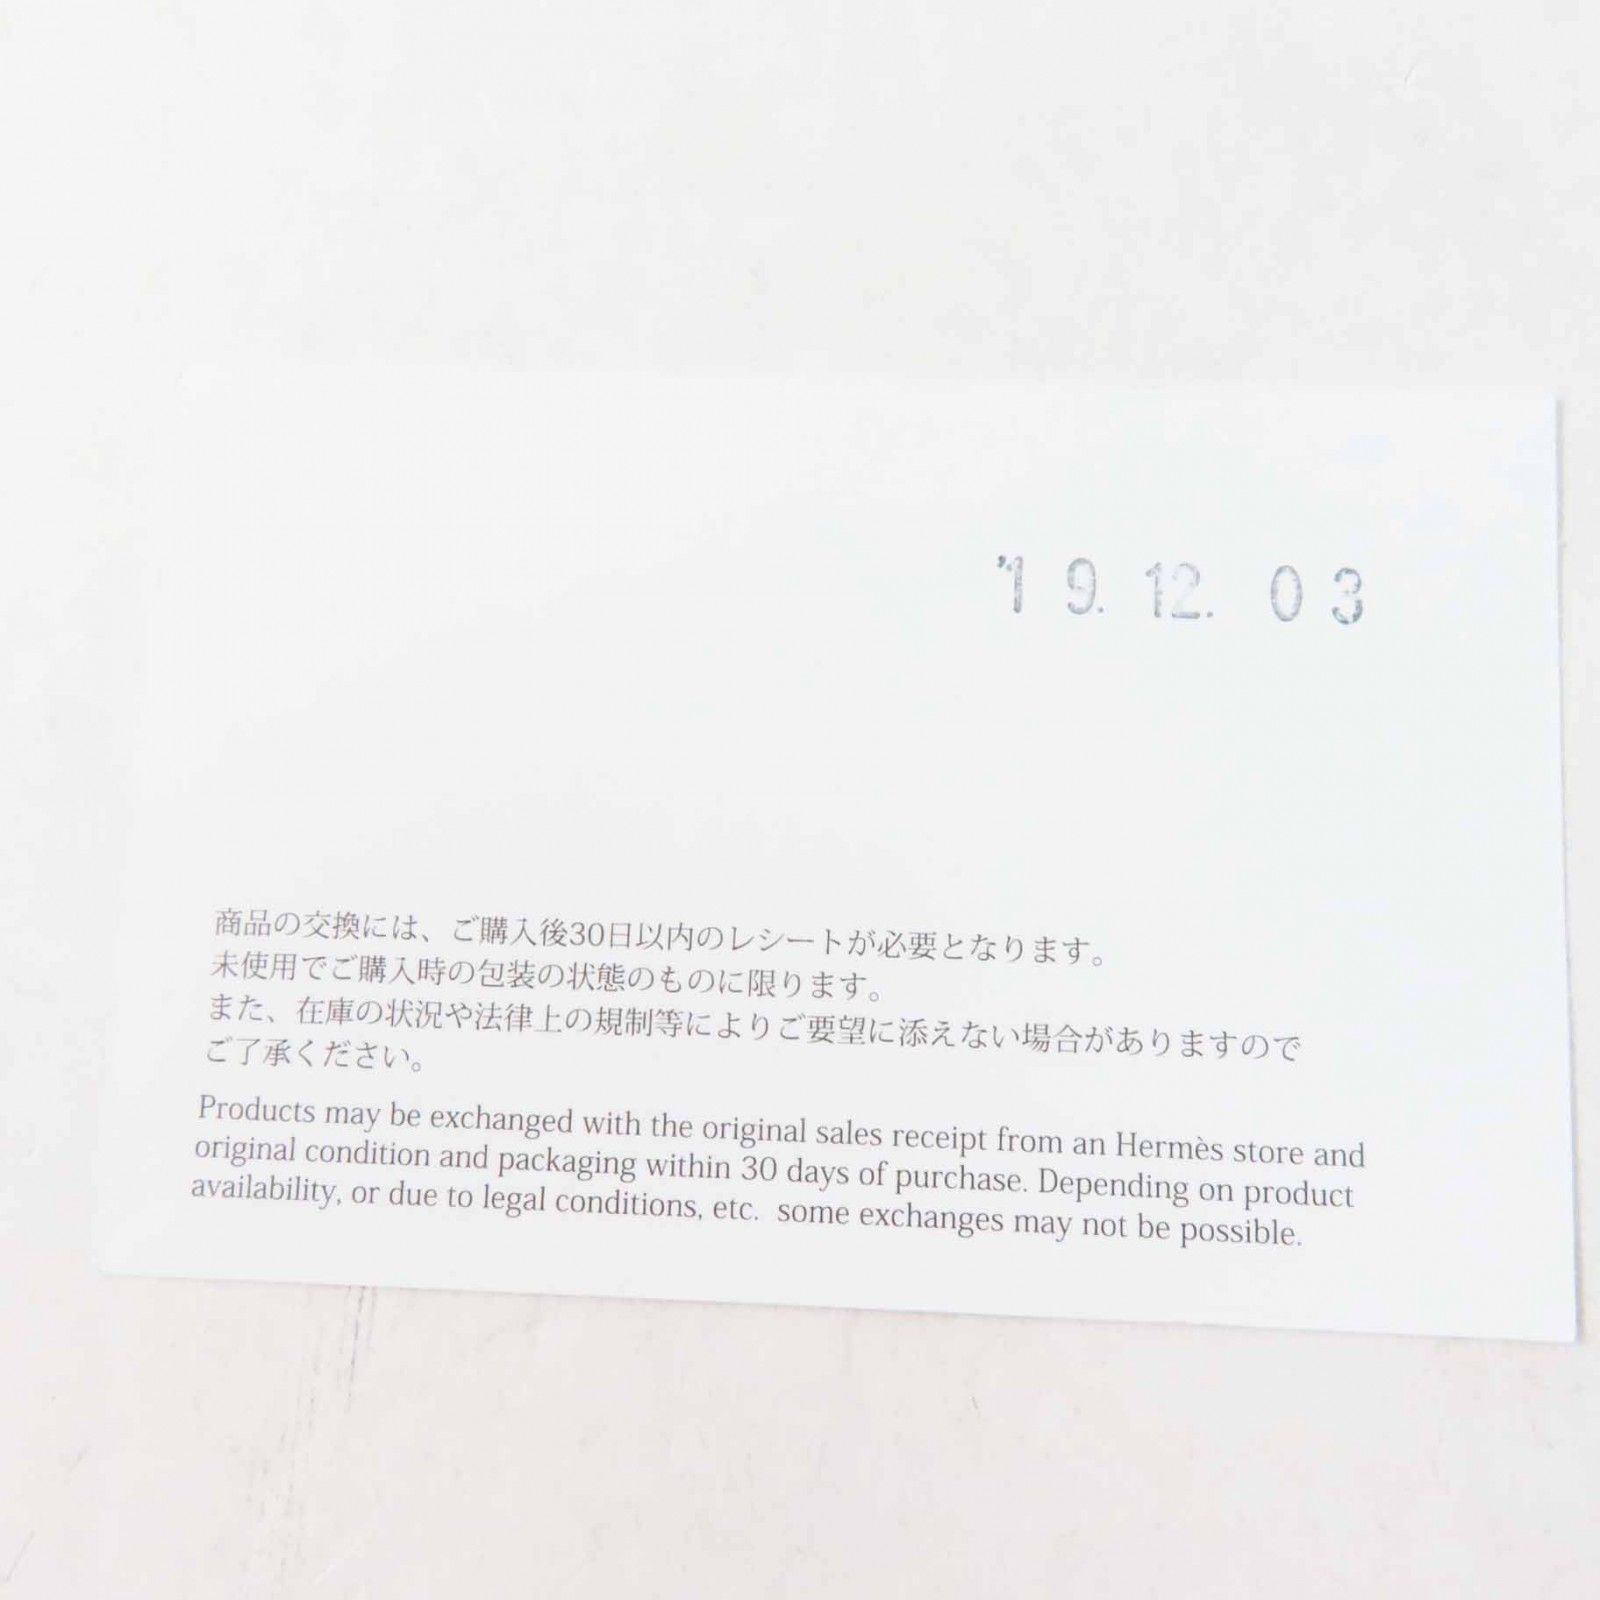 '19.12.03
商品の交換には、ご購入後30日以内のレシートが必要となります。
未使用でご購入時の包装の状態のものに限ります。
また、在庫の状況や法律上の規制等によりご要望に添えない場合がありますので
ご了承ください。
Products may be exchanged with the original sales receipt from an Hermès store and
original condition and packaging within 30 days of purchase. Depending on product
availability, or due to legal conditions, etc. some exchanges may not be possible.